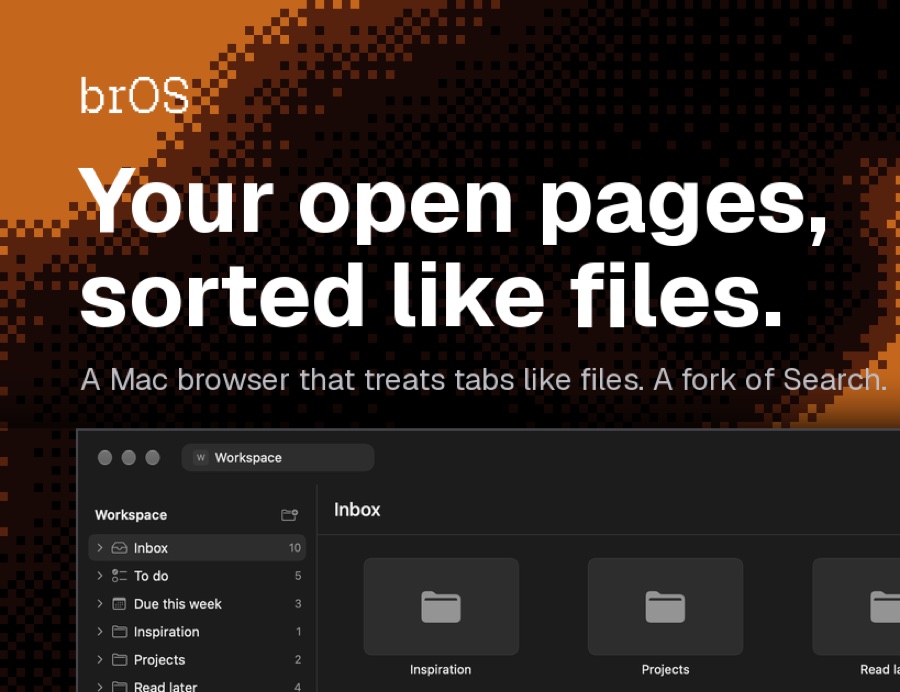 brOS
Your open pages,
sorted like files.
A Mac browser that treats tabs like files. A fork of Search.
W Workspace
Workspace
Inbox
Inbox 10
To do 5
Due this week 3
Inspiration 1
Projects 2
Read later 4
Inspiration Projects Read la